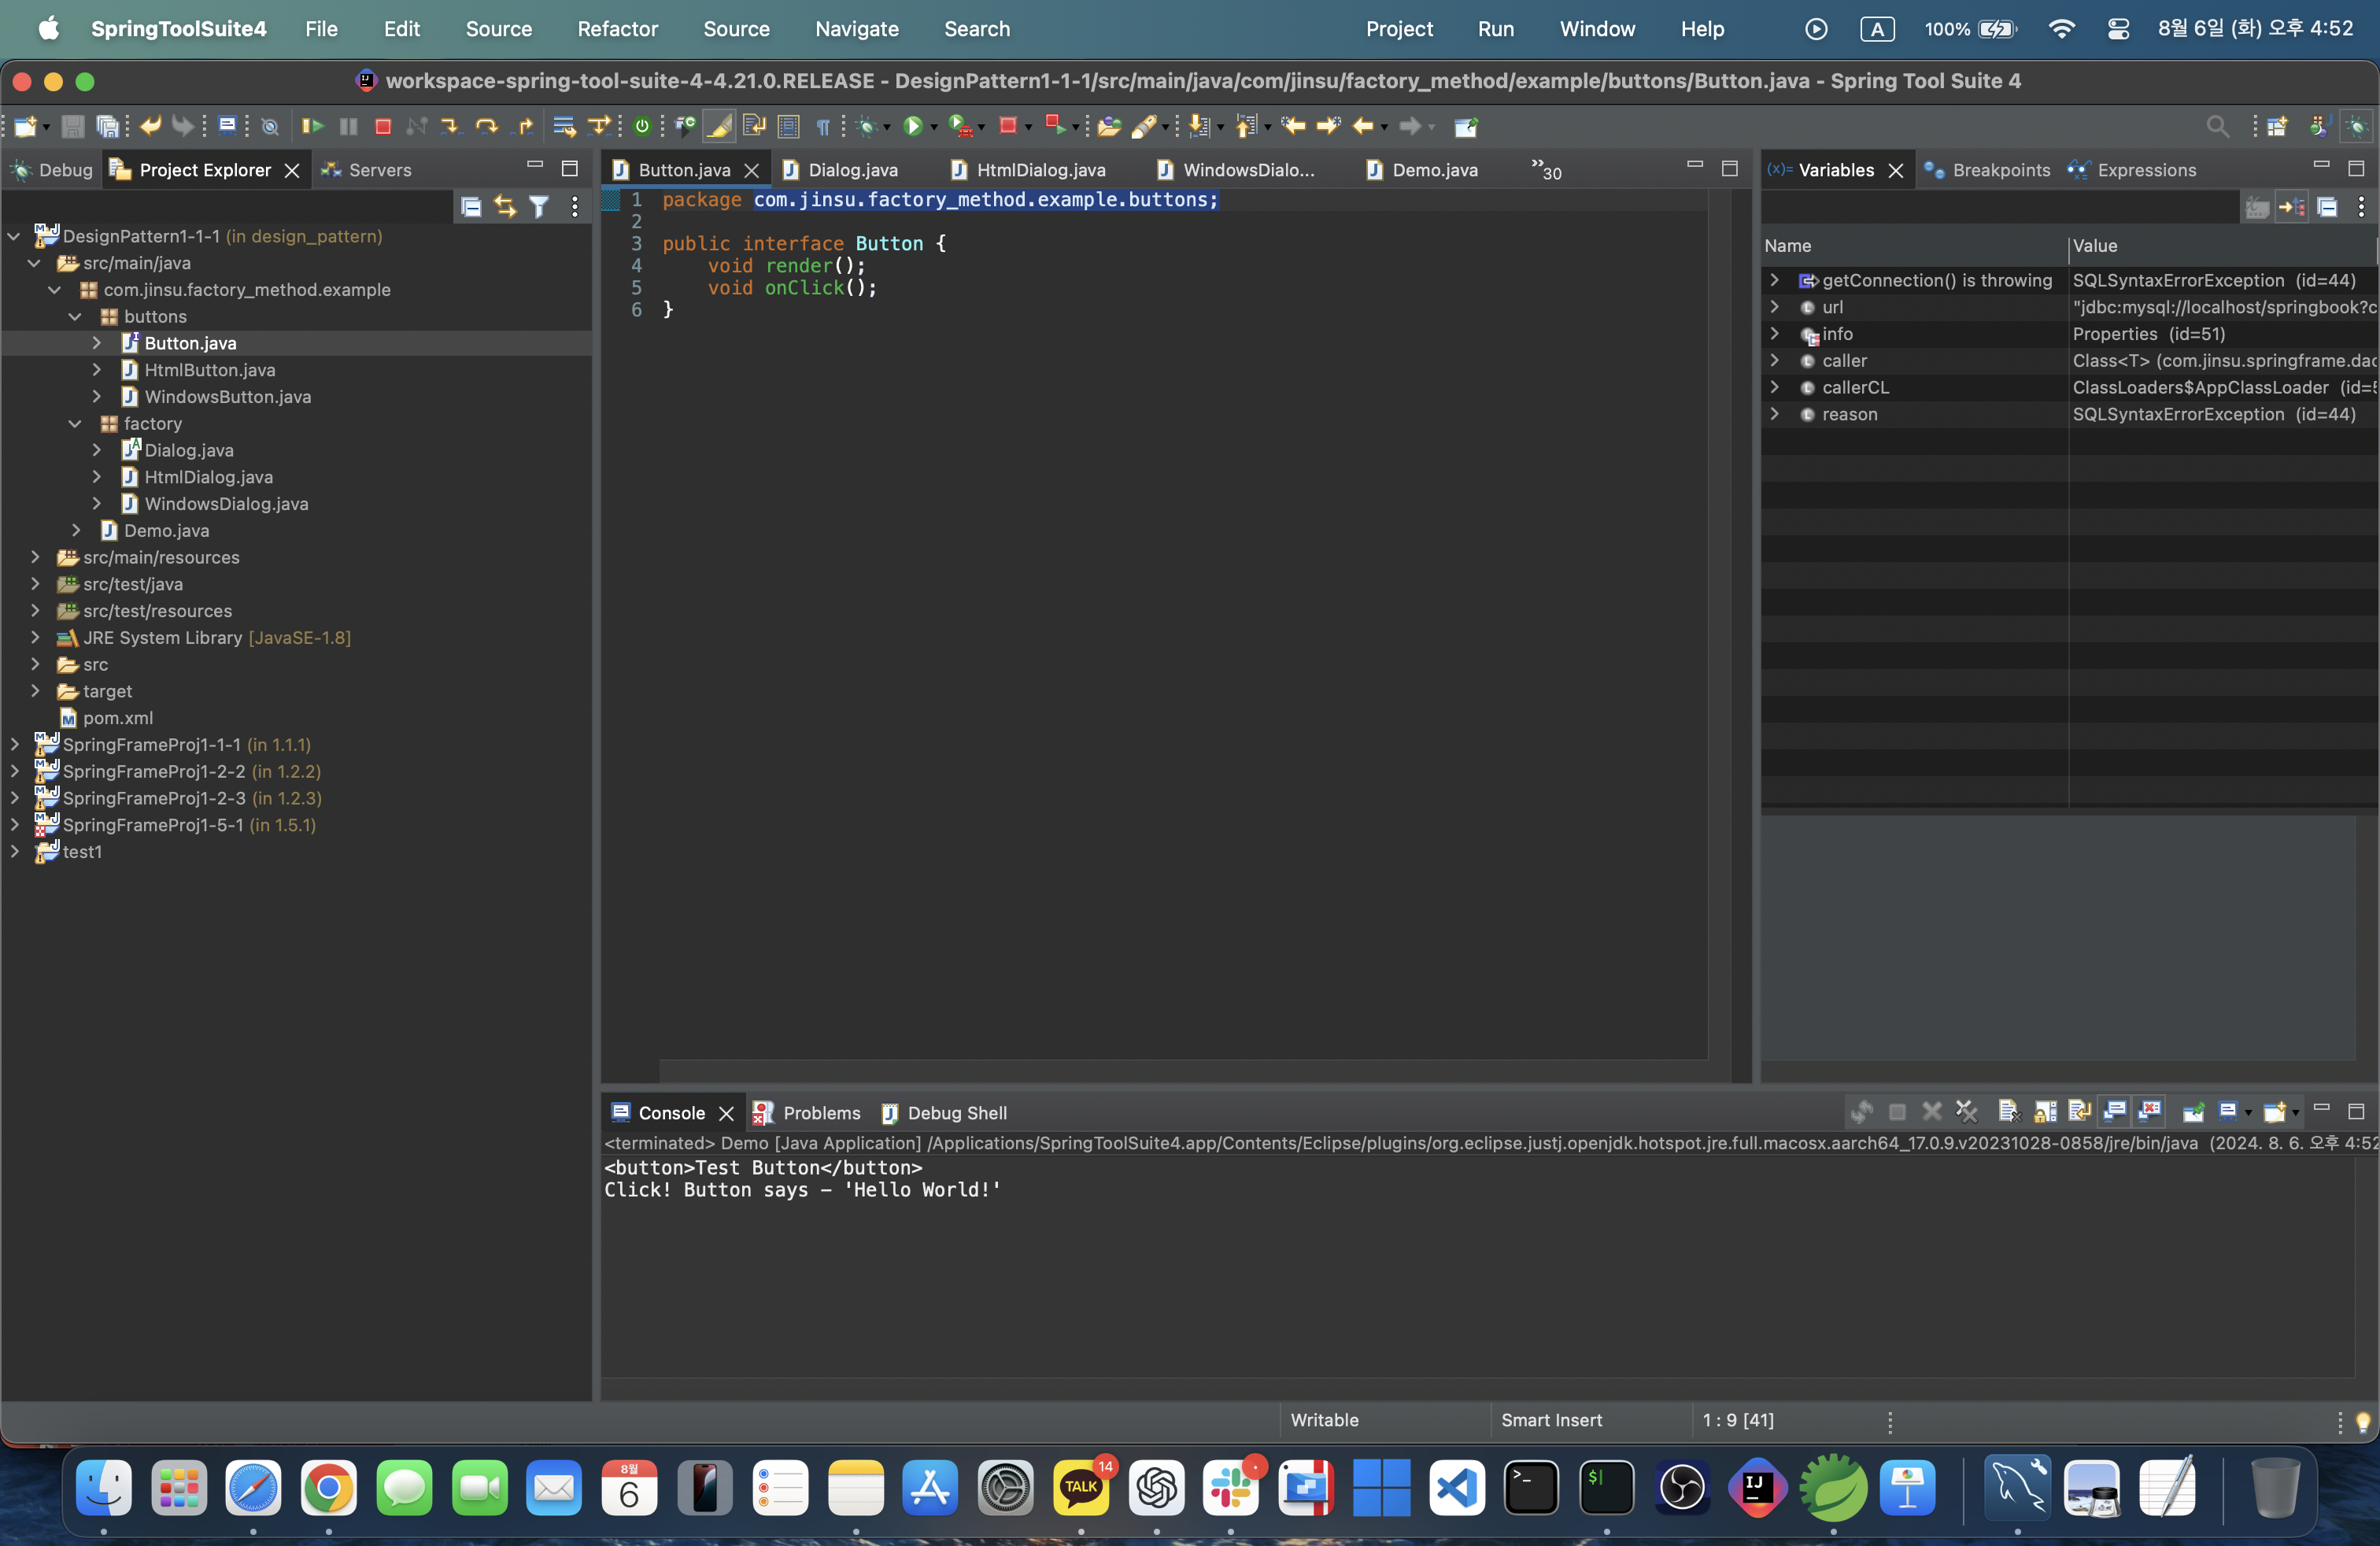 SpringToolSuite4 File Edit Source Refactor Source Navigate Search Project Run Window Help A 100% 8월 6일 (화) 오후 4:52
workspace-spring-tool-suite-4-4.21.0.RELEASE - DesignPattern1-1-1/src/main/java/com/jinsu/factory_method/example/buttons/Button.java - Spring Tool Suite 4
Debug Project Explorer Servers
DesignPattern1-1-1 (in design_pattern)
src/main/java
com.jinsu.factory_method.example
buttons
Button.java
HtmlButton.java
WindowsButton.java
factory
Dialog.java
HtmlDialog.java
WindowsDialog.java
Demo.java
src/main/resources
src/test/java
src/test/resources
JRE System Library [JavaSE-1.8]
src
target
pom.xml
SpringFrameProj1-1-1 (in 1.1.1)
SpringFrameProj1-2-2 (in 1.2.2)
SpringFrameProj1-2-3 (in 1.2.3)
SpringFrameProj1-5-1 (in 1.5.1)
test1
Button.java Dialog.java HtmlDialog.java WindowsDialo... Demo.java »30
1 package com.jinsu.factory_method.example.buttons;
2
3 public interface Button {
4 void render();
5 void onClick();
6 }
Variables Breakpoints Expressions
Name Value
getConnection() is throwing SQLSyntaxErrorException (id=44)
url "jdbc:mysql://localhost/springbook?c
info Properties (id=51)
caller Class<T> (com.jinsu.springframe.dao
callerCL ClassLoaders$AppClassLoader (id=5
reason SQLSyntaxErrorException (id=44)
Console Problems Debug Shell
<terminated> Demo [Java Application] /Applications/SpringToolSuite4.app/Contents/Eclipse/plugins/org.eclipse.justj.openjdk.hotspot.jre.full.macosx.aarch64_17.0.9.v20231028-0858/jre/bin/java (2024. 8. 6. 오후 4:52
<button>Test Button</button>
Click! Button says - 'Hello World!'
Writable Smart Insert 1 : 9 [41]
8월
6
TALK
14
IJ